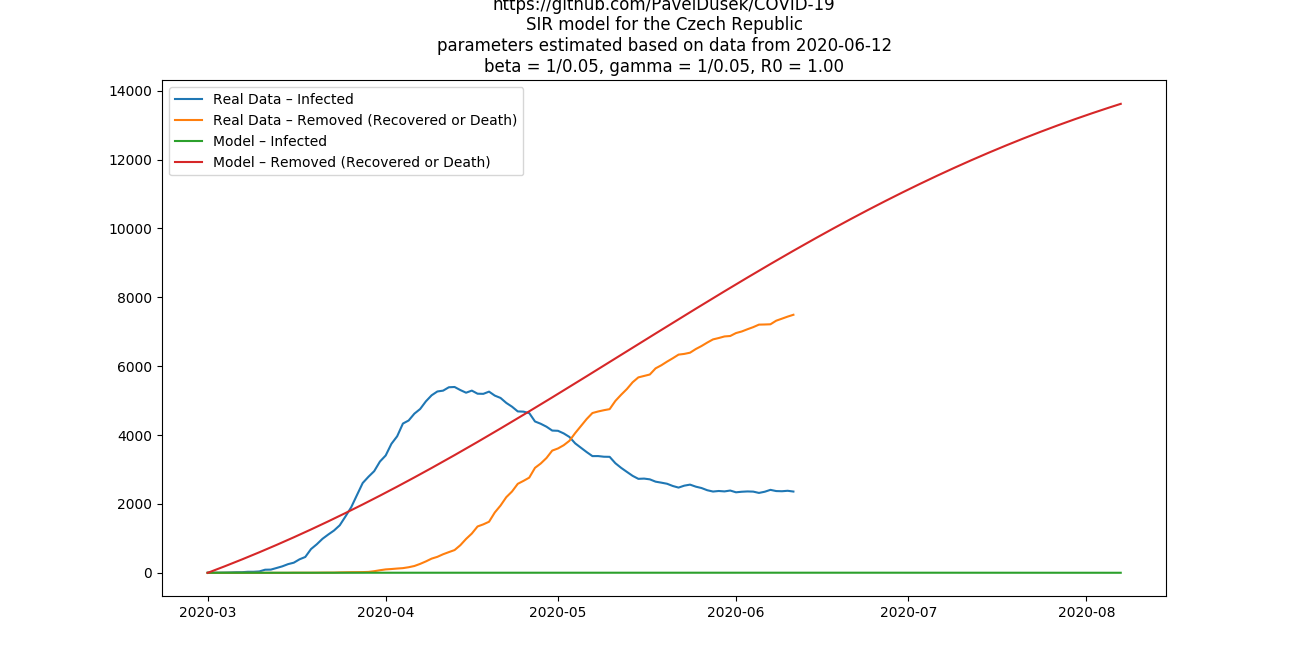 https://github.com/PavelDusek/COVID-19
SIR model for the Czech Republic
parameters estimated based on data from 2020-06-12
beta = 1/0.05, gamma = 1/0.05, R0 = 1.00
Real Data – Infected
Real Data – Removed (Recovered or Death)
Model – Infected
Model – Removed (Recovered or Death)
14000
12000
10000
8000
6000
4000
2000
0
2020-03 2020-04 2020-05 2020-06 2020-07 2020-08